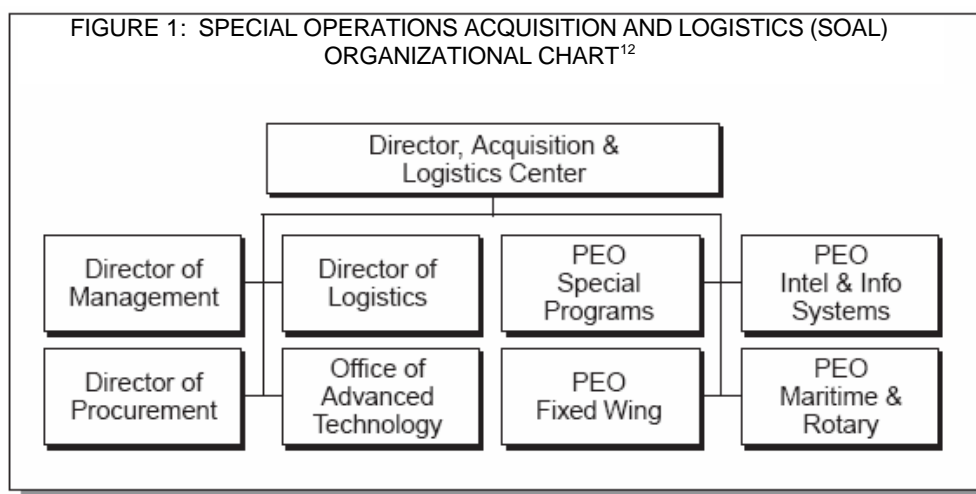 FIGURE 1:  SPECIAL OPERATIONS ACQUISITION AND LOGISTICS (SOAL)
ORGANIZATIONAL CHART12
Director, Acquisition &
Logistics Center
Director of
Management
Director of
Logistics
PEO
Special
Programs
PEO
Intel & Info
Systems
Director of
Procurement
Office of
Advanced
Technology
PEO
Fixed Wing
PEO
Maritime &
Rotary